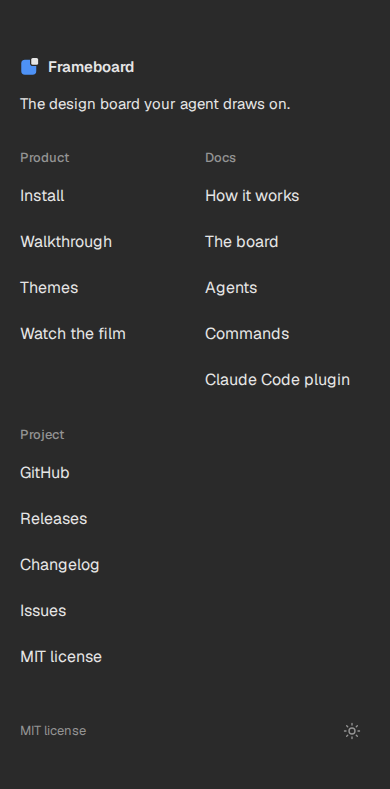 Frameboard
The design board your agent draws on.
Product
Install
Walkthrough
Themes
Watch the film
Docs
How it works
The board
Agents
Commands
Claude Code plugin
Project
GitHub
Releases
Changelog
Issues
MIT license
MIT license